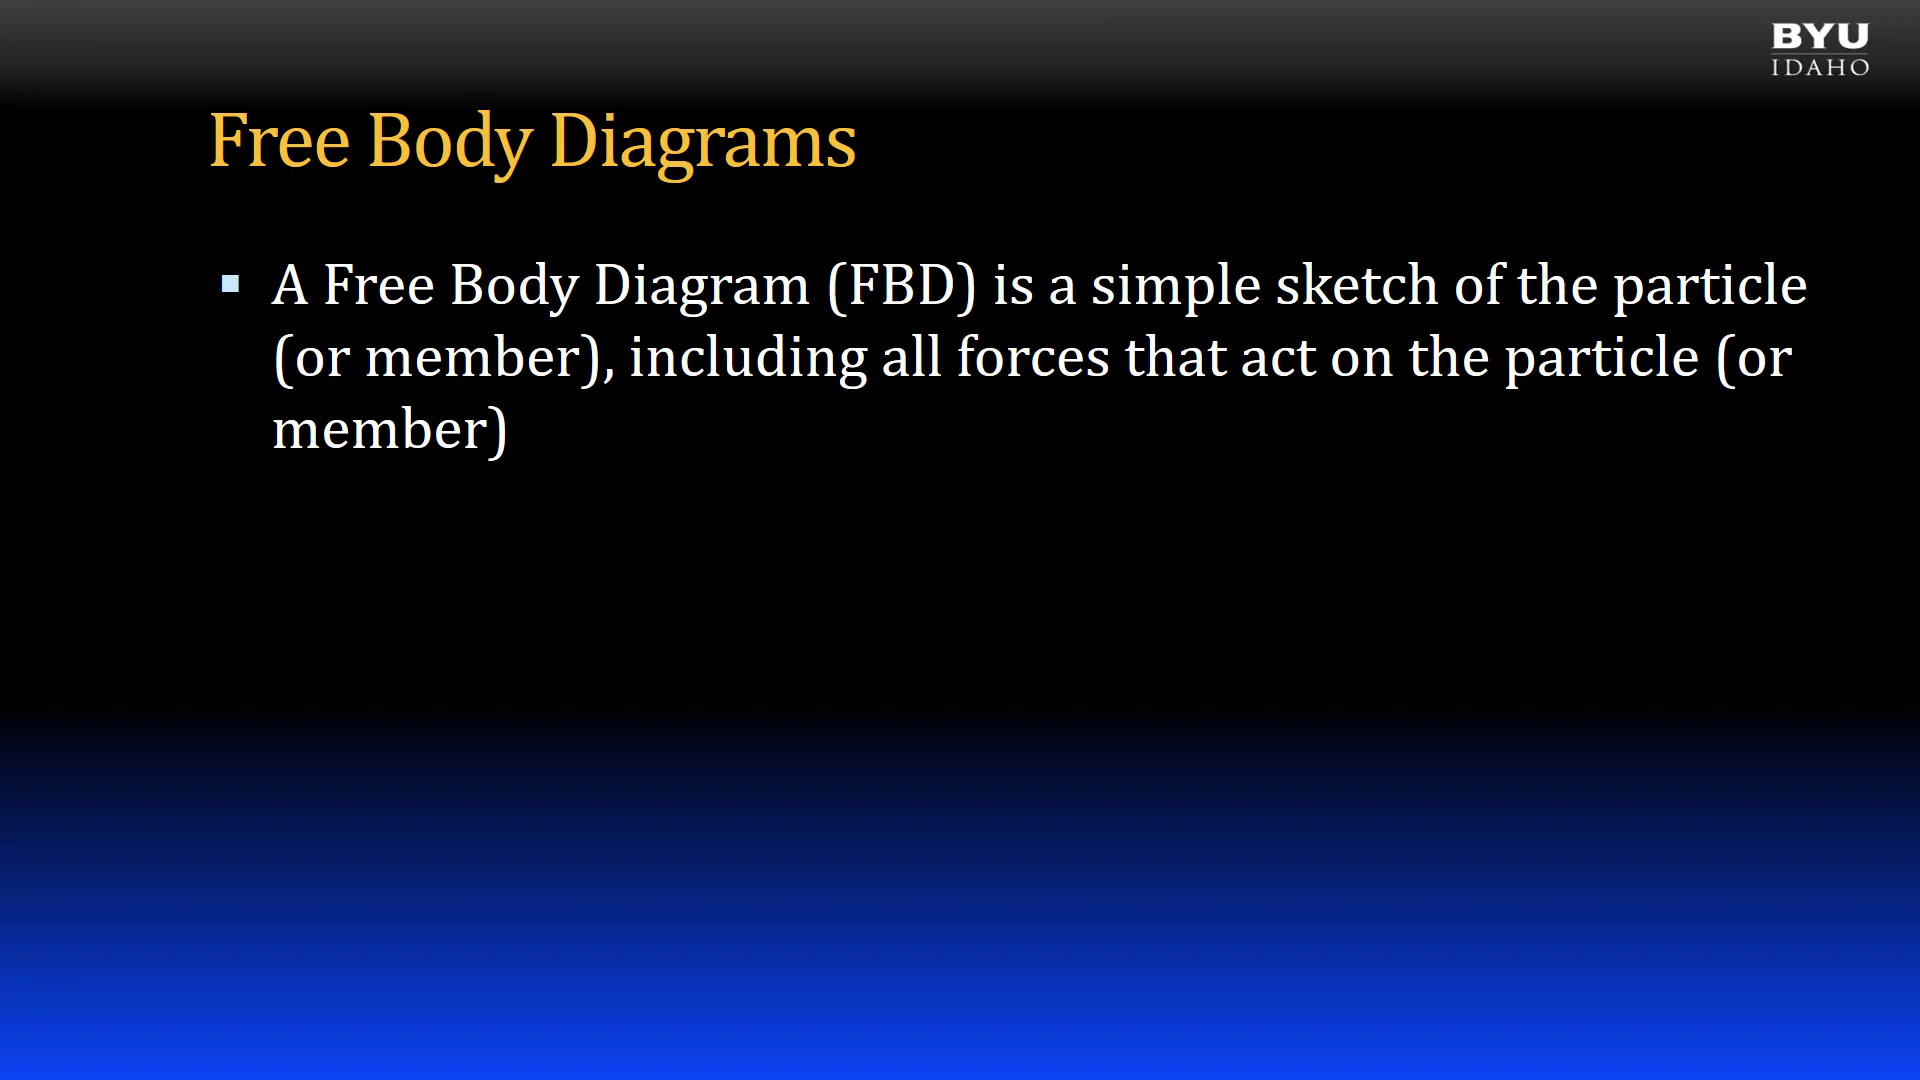 BYU
IDAHO
Free Body Diagrams
A Free Body Diagram (FBD) is a simple sketch of the particle
(or member), including all forces that act on the particle (or
member)